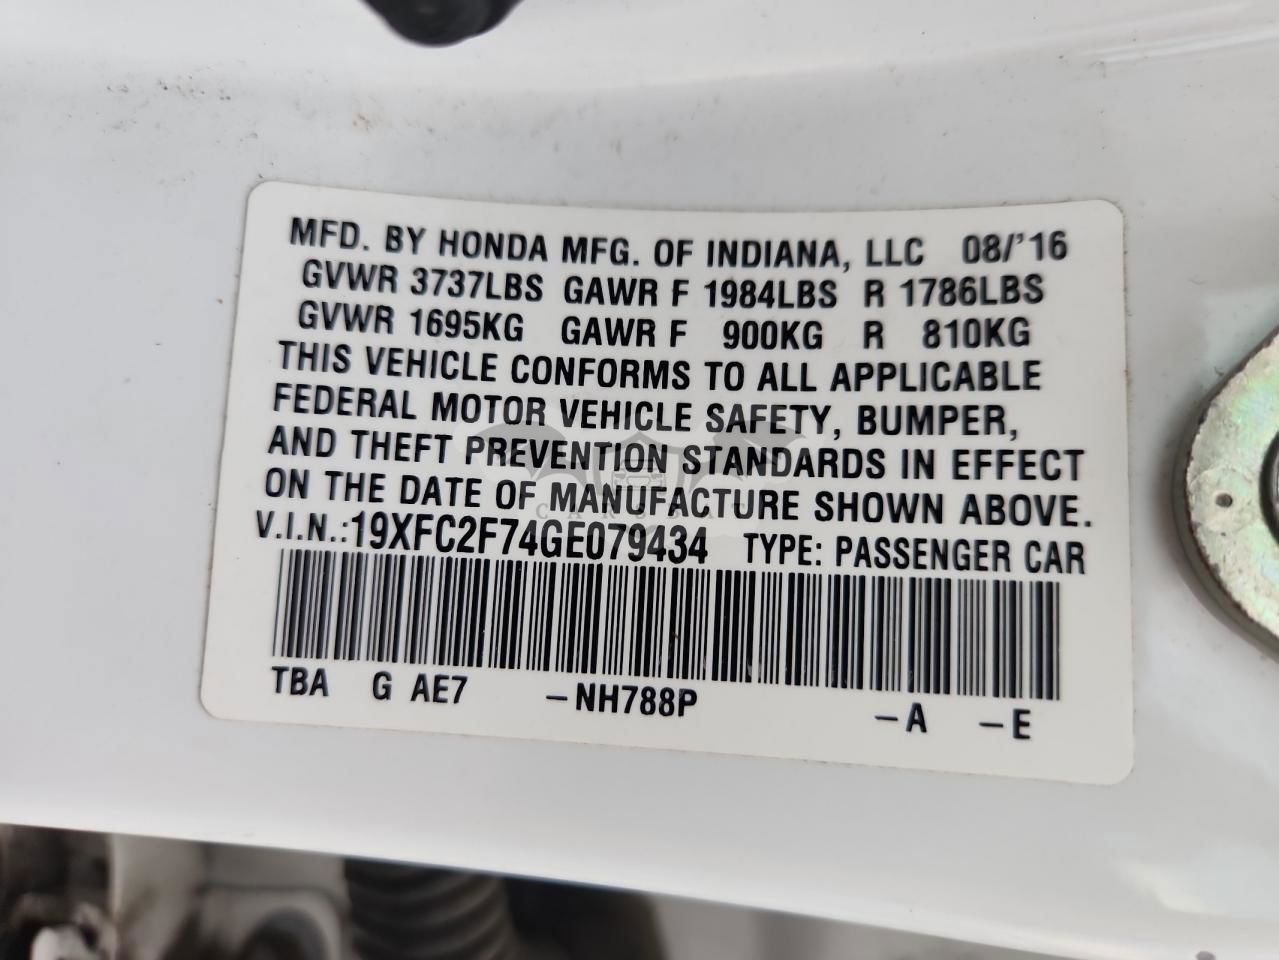 MFD. BY HONDA MFG. OF INDIANA, LLC 08/'16
GVWR 3737LBS GAWR F 1984LBS R 1786LBS
GVWR 1695KG GAWR F 900KG R 810KG
THIS VEHICLE CONFORMS TO ALL APPLICABLE
FEDERAL MOTOR VEHICLE SAFETY, BUMPER,
AND THEFT PREVENTION STANDARDS IN EFFECT
ON THE DATE OF MANUFACTURE SHOWN ABOVE.
V.I.N.:19XFC2F74GE079434 TYPE: PASSENGER CAR
TBA G AE7 -NH788P -A -E